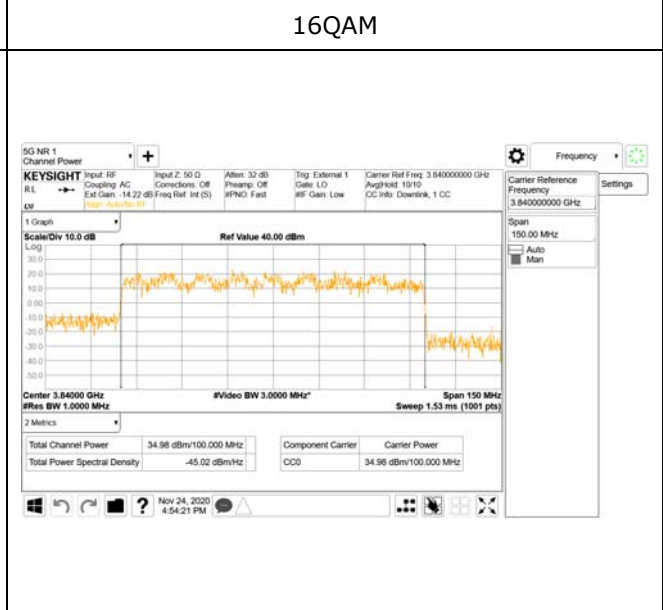 16QAM
5G NR 1
Channel Power
Frequency
KEYSIGHT
RL
Input: RF
Coupling: AC
Ext Gain: -14.22 dB
Align: Auto/No RF
Input Z: 50 Ω
Corrections: Off
Freq Ref: Int (S)
Atten: 32 dB
Preamp: Off
#PNO: Fast
Trig: External 1
Gate: LO
#IF Gain: Low
Carrier Ref Freq: 3.840000000 GHz
Avg|Hold: 10/10
CC Info: Downlink, 1 CC
Carrier Reference
Frequency
3.840000000 GHz
Settings
Span
150.00 MHz
Auto
Man
1 Graph
Scale/Div 10.0 dB
Ref Value 40.00 dBm
Log
30.0
20.0
10.0
0.00
-10.0
-20.0
-30.0
-40.0
-50.0
Center 3.84000 GHz
#Video BW 3.0000 MHz*
Span 150 MHz
#Res BW 1.0000 MHz
Sweep 1.53 ms (1001 pts)
2 Metrics
Total Channel Power 34.98 dBm/100.000 MHz
Total Power Spectral Density -45.02 dBm/Hz
Component Carrier Carrier Power
CC0 34.98 dBm/100.000 MHz
?
Nov 24, 2020
4:54:21 PM